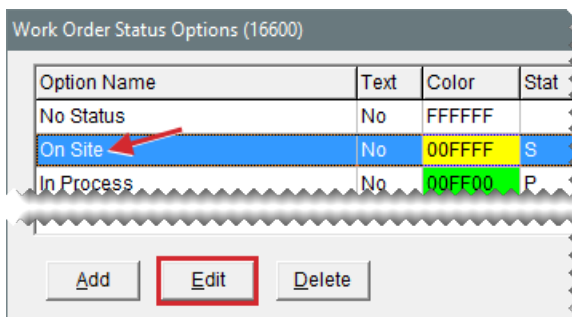 Work Order Status Options (16600)
Option Name Text Color Stat
No Status No FFFFFF
On Site No 00FFFF S
In Process No 00FF00 P
Add Edit Delete